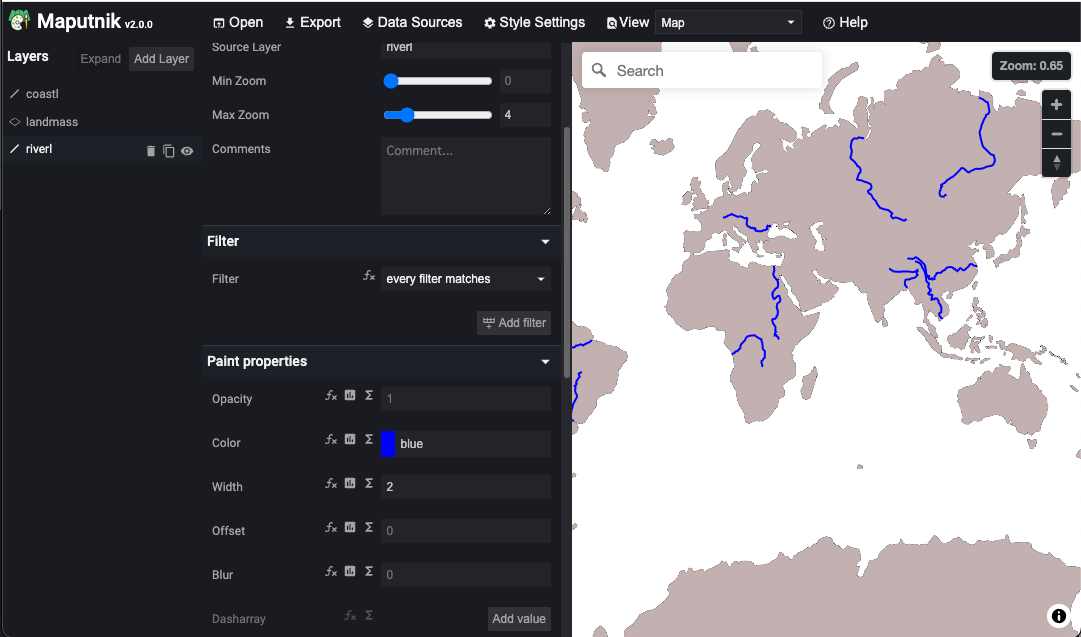 Maputnik v2.0.0
Open
Export
Data Sources
Style Settings
View
Map
Help
Layers
Expand
Add Layer
coastl
landmass
riverl
Source Layer
riverl
Min Zoom
0
Max Zoom
4
Comments
Comment...
Filter
Filter
every filter matches
Add filter
Paint properties
Opacity
1
Color
blue
Width
2
Offset
0
Blur
0
Dasharray
Add value
Search
Zoom: 0.65